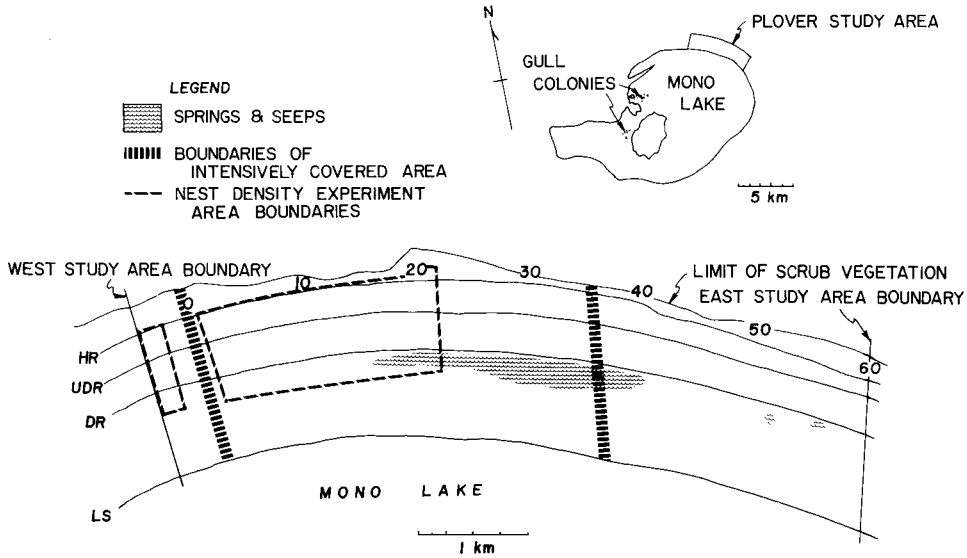 N
PLOVER STUDY AREA
GULL
COLONIES
MONO
LAKE
5 km
LEGEND
SPRINGS & SEEPS
BOUNDARIES OF
INTENSIVELY COVERED AREA
NEST DENSITY EXPERIMENT
AREA BOUNDARIES
WEST STUDY AREA BOUNDARY
LIMIT OF SCRUB VEGETATION
EAST STUDY AREA BOUNDARY
0
10
20
30
40
50
60
HR
UDR
DR
LS
MONO LAKE
1 km